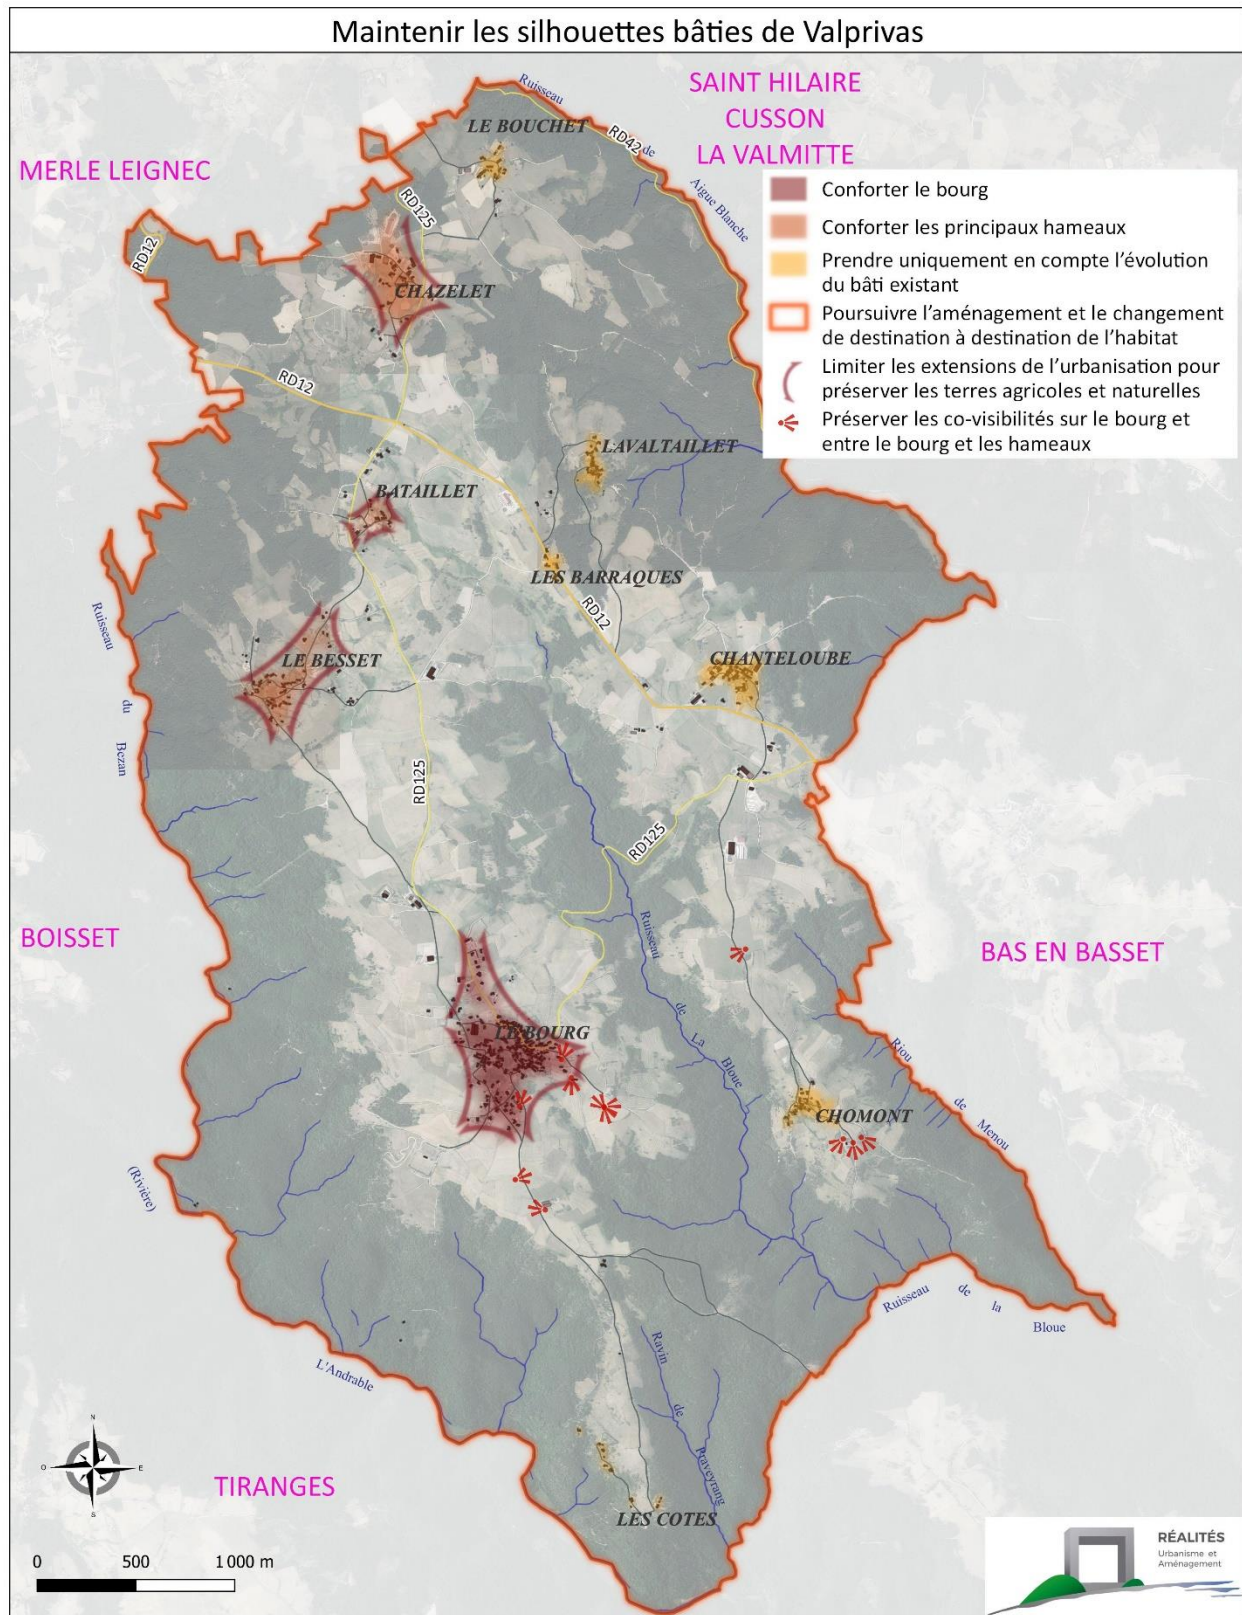 Maintenir les silhouettes bâties de Valprivas
SAINT HILAIRE
CUSSON
LA VALMITTE
MERLE LEIGNEC
Conforter le bourg
Conforter les principaux hameaux
Prendre uniquement en compte l'évolution
du bâti existant
Poursuivre l'aménagement et le changement
de destination à destination de l'habitat
Limiter les extensions de l'urbanisation pour
préserver les terres agricoles et naturelles
Préserver les co-visibilités sur le bourg et
entre le bourg et les hameaux
Ruisseau
de
Aigue Blanche
RD42
LE BOUCHET
RD125
RD12
CHAZELET
RD12
LAVALTAILLET
BATAILLET
LES BARRAQUES
RD12
Ruisseau
du
Bezan
LE BESSET
CHANTELOUBE
RD125
RD125
BOISSET
BAS EN BASSET
Ruisseau
de
La
Bloue
LE BOURG
Riou
de
Menou
CHOMONT
(Rivière)
L'Andrable
Ruisseau
de
la
Bloue
Ravin
de
Praveyrang
LES COTES
TIRANGES
N
O
E
S
0
500
1 000 m
RÉALITÉS
Urbanisme et
Aménagement